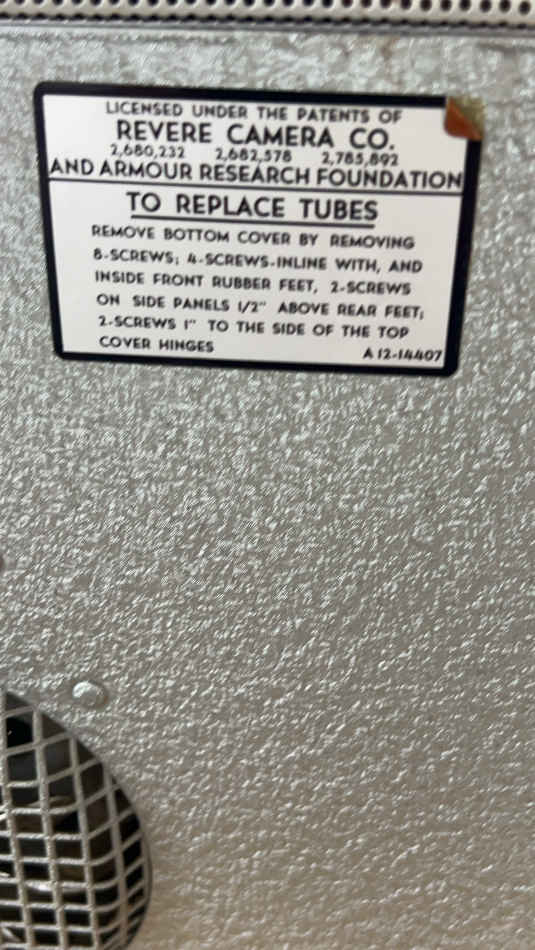 LICENSED UNDER THE PATENTS OF
REVERE CAMERA CO.
2,680,232 2,682,578 2,785,892
AND ARMOUR RESEARCH FOUNDATION
TO REPLACE TUBES
REMOVE BOTTOM COVER BY REMOVING
8-SCREWS; 4-SCREWS-INLINE WITH, AND
INSIDE FRONT RUBBER FEET, 2-SCREWS
ON SIDE PANELS 1/2" ABOVE REAR FEET;
2-SCREWS 1" TO THE SIDE OF THE TOP
COVER HINGES
A 12-14407